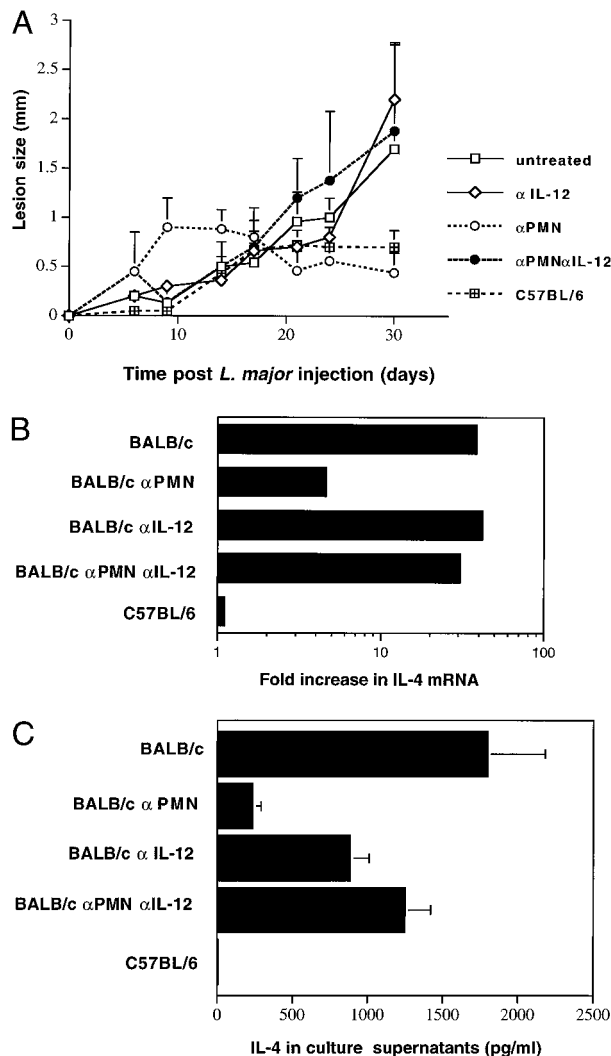 A
Lesion size (mm)
3
2.5
2
1.5
1
0.5
0
0 10 20 30
Time post L. major injection (days)
untreated
α IL-12
αPMN
αPMNαIL-12
C57BL/6
B
BALB/c
BALB/c αPMN
BALB/c αIL-12
BALB/c αPMN αIL-12
C57BL/6
1 10 100
Fold increase in IL-4 mRNA
C
BALB/c
BALB/c α PMN
BALB/c α IL-12
BALB/c αPMN αIL-12
C57BL/6
0 500 1000 1500 2000 2500
IL-4 in culture supernatants (pg/ml)